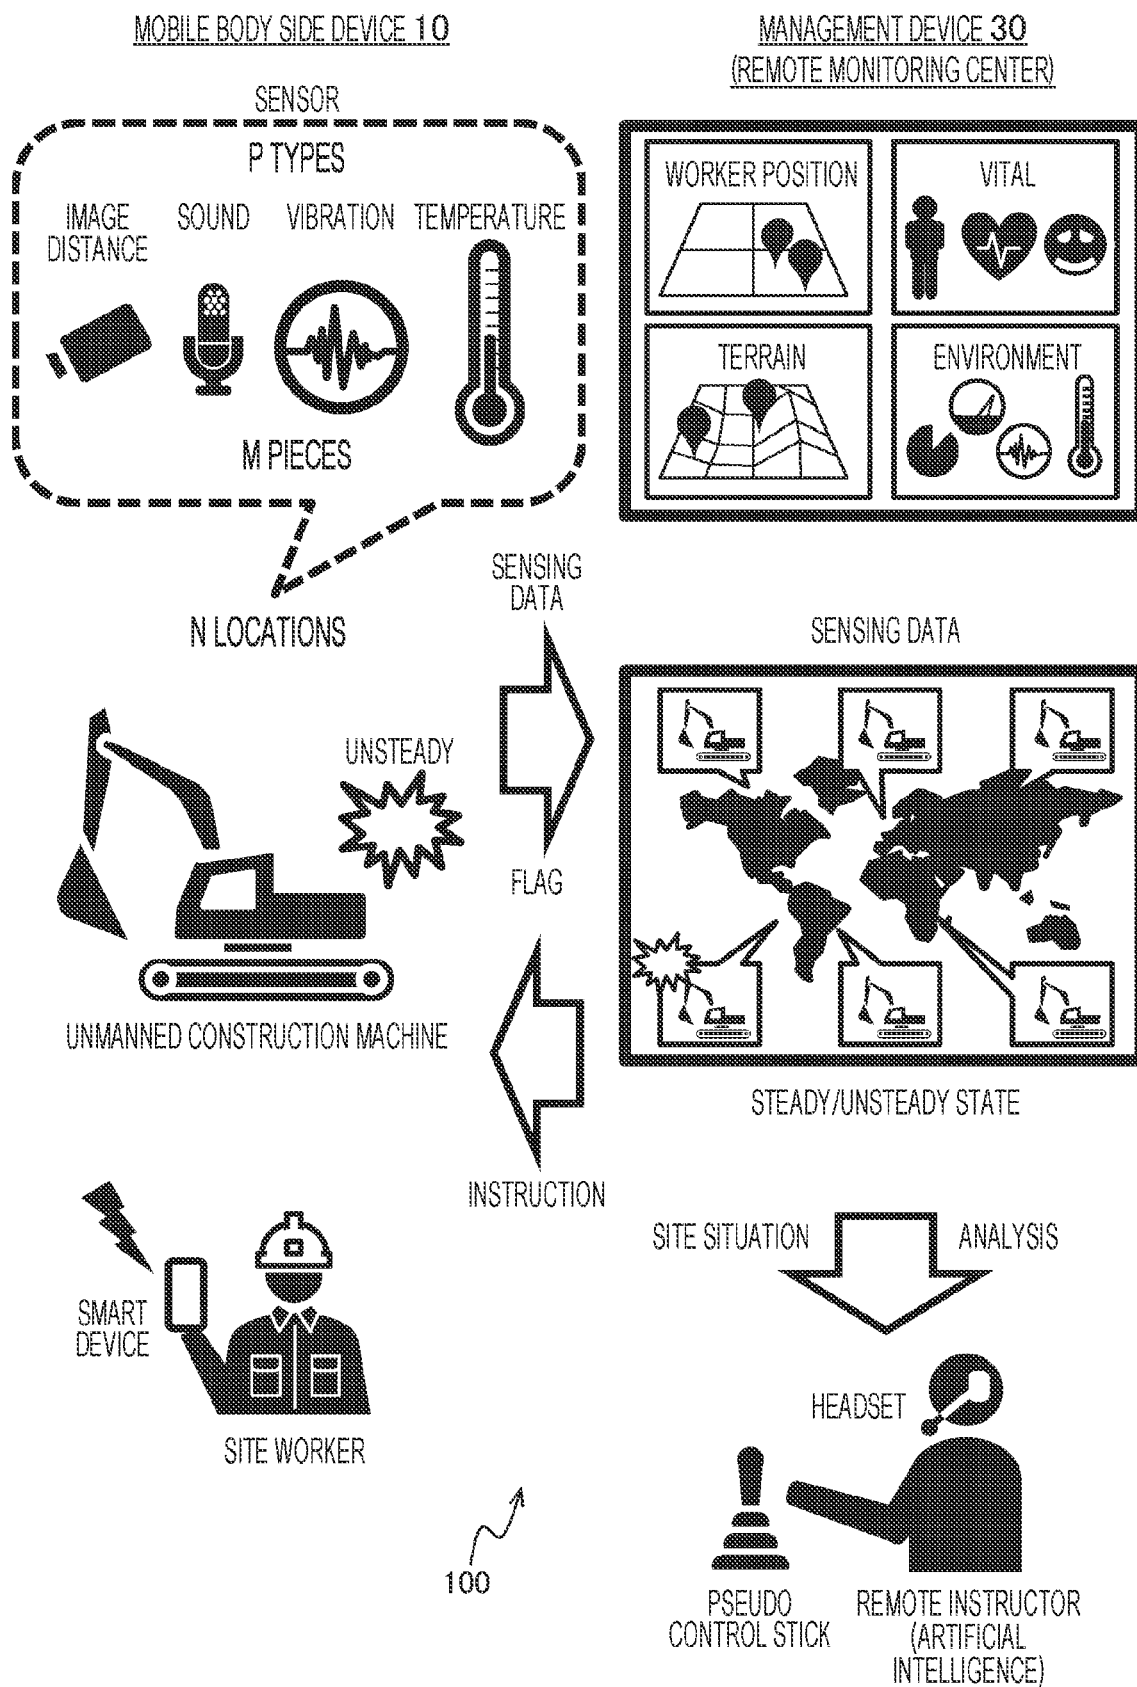 MOBILE BODY SIDE DEVICE 10
MANAGEMENT DEVICE 30
(REMOTE MONITORING CENTER)
SENSOR
P TYPES
IMAGE
DISTANCE
SOUND
VIBRATION
TEMPERATURE
M PIECES
N LOCATIONS
WORKER POSITION
VITAL
TERRAIN
ENVIRONMENT
SENSING
DATA
FLAG
SENSING DATA
UNSTEADY
UNMANNED CONSTRUCTION MACHINE
STEADY/UNSTEADY STATE
INSTRUCTION
SITE SITUATION
ANALYSIS
SMART
DEVICE
SITE WORKER
HEADSET
100
PSEUDO
CONTROL STICK
REMOTE INSTRUCTOR
(ARTIFICIAL
INTELLIGENCE)